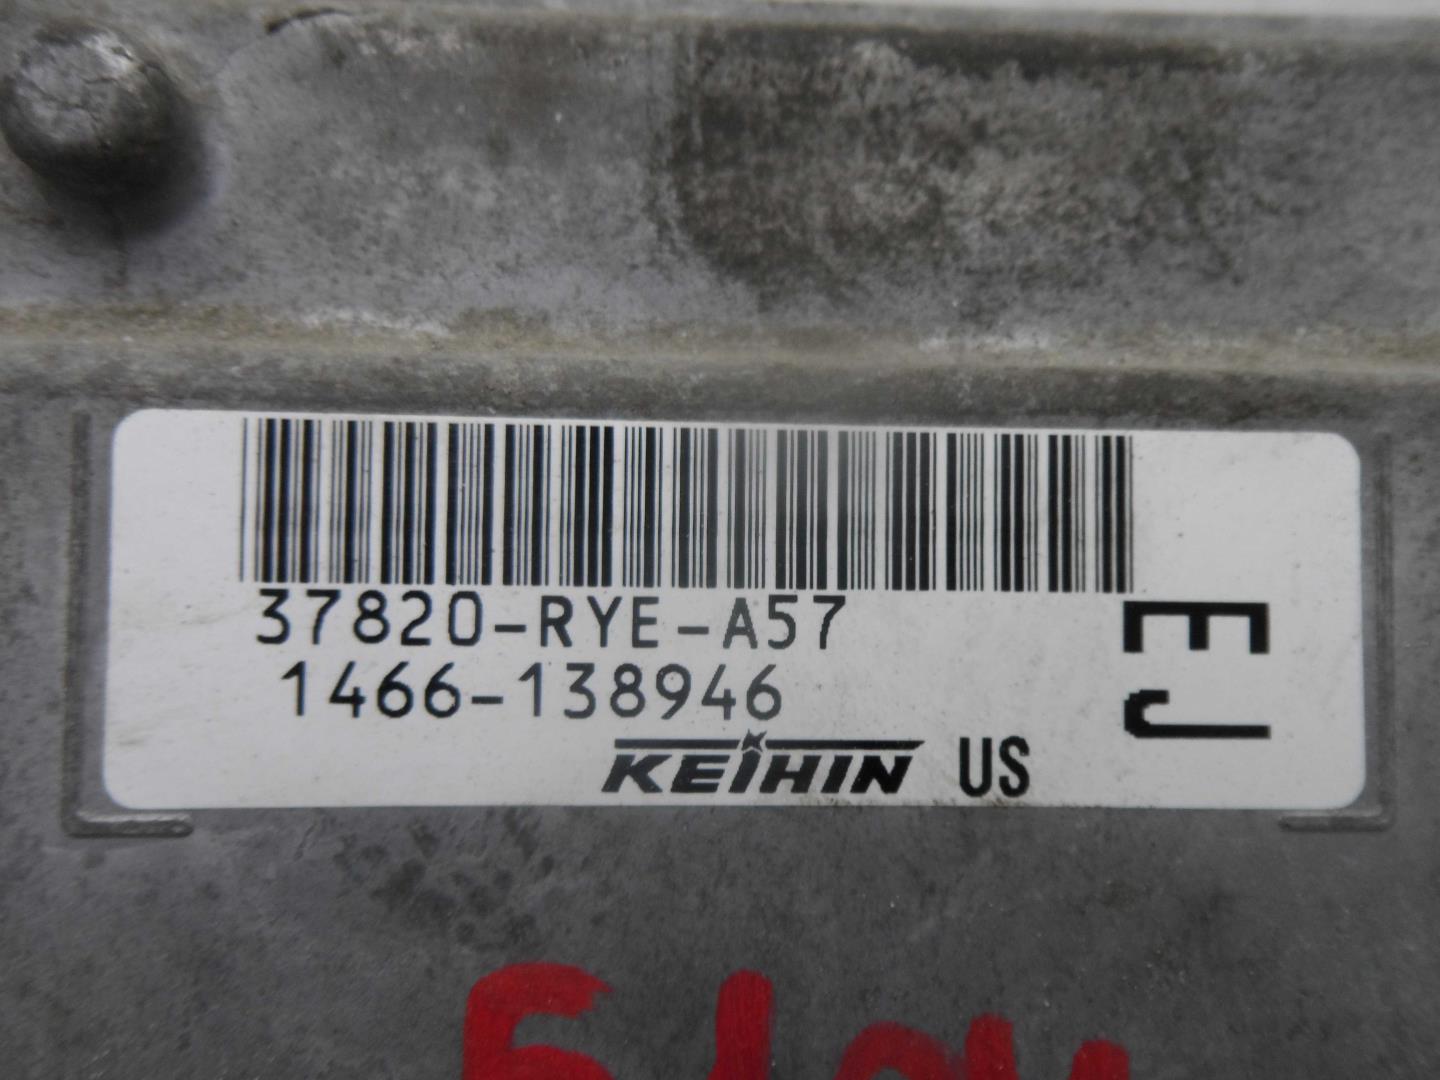 37820-RYE-A57
1466-138946
KEIHIN US
EJ